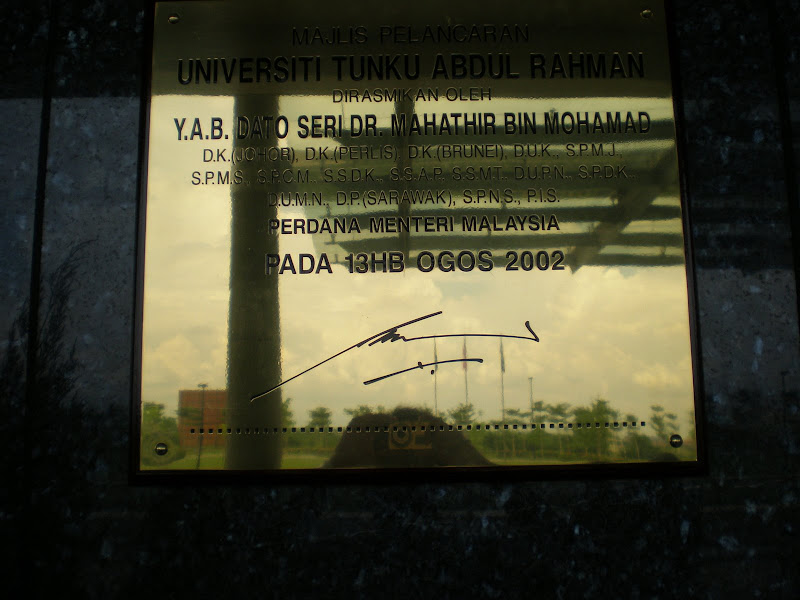 MAJLIS PELANCARAN
UNIVERSITI TUNKU ABDUL RAHMAN
DIRASMIKAN OLEH
Y.A.B. DATO SERI DR. MAHATHIR BIN MOHAMAD
D.K.(JOHOR), D.K.(PERLIS), D.K.(BRUNEI), D.U.K., S.P.M.J.,
S.P.M.S., S.P.C.M., S.S.D.K., S.S.A.P., S.S.M.T., D.U.P.N., S.P.D.K.,
D.U.M.N., D.P.(SARAWAK), S.P.N.S., P.I.S.
PERDANA MENTERI MALAYSIA
PADA 13HB OGOS 2002